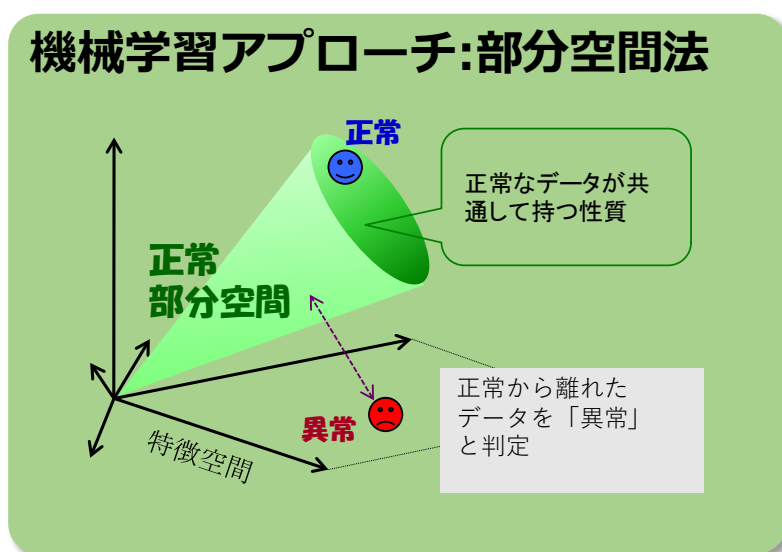 機械学習アプローチ:部分空間法
正常
正常なデータが共
通して持つ性質
正常
部分空間
正常から離れた
データを「異常」
と判定
異常
特徴空間